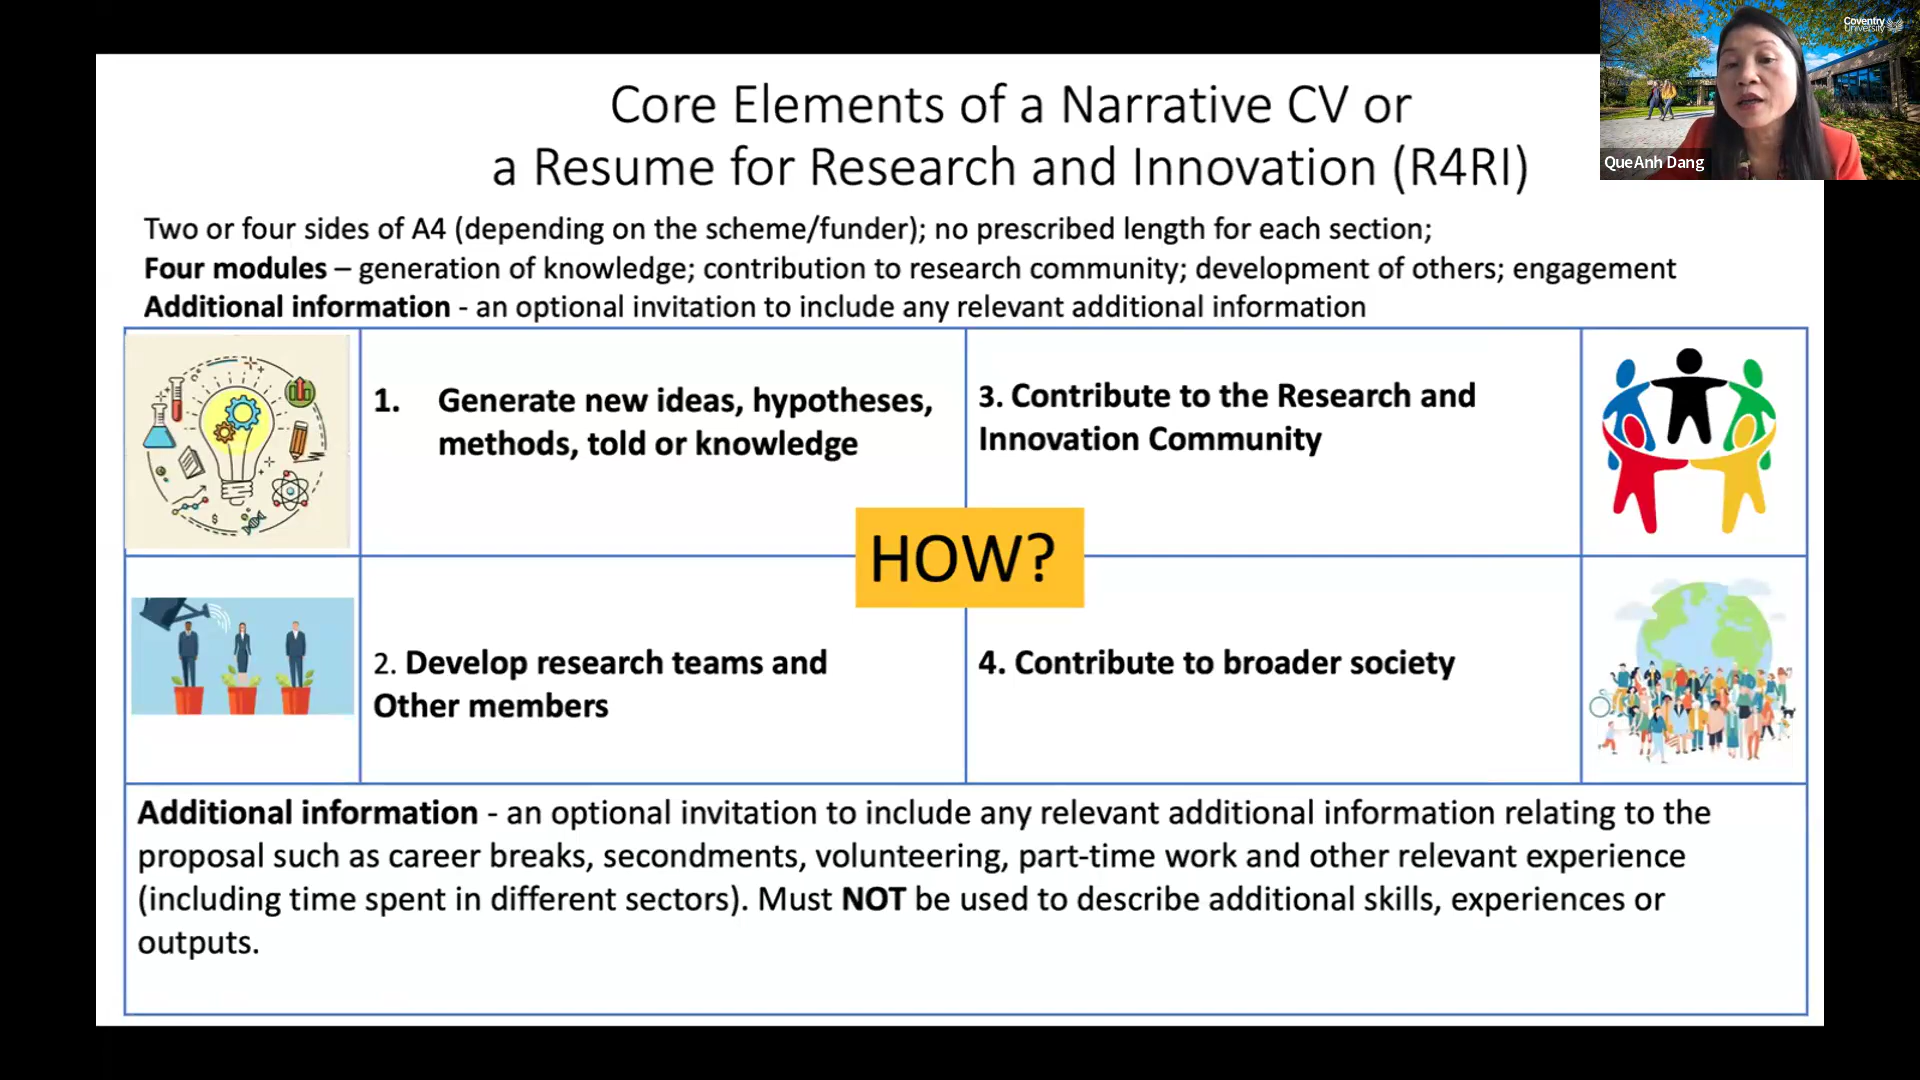 Core Elements of a Narrative CV or
a Resume for Research and Innovation (R4RI)
Two or four sides of A4 (depending on the scheme/funder); no prescribed length for each section;
Four modules – generation of knowledge; contribution to research community; development of others; engagement
Additional information - an optional invitation to include any relevant additional information
1. Generate new ideas, hypotheses,
methods, told or knowledge
3. Contribute to the Research and
Innovation Community
HOW?
2. Develop research teams and
Other members
4. Contribute to broader society
Additional information - an optional invitation to include any relevant additional information relating to the
proposal such as career breaks, secondments, volunteering, part-time work and other relevant experience
(including time spent in different sectors). Must NOT be used to describe additional skills, experiences or
outputs.
Coventry
University
QueAnh Dang